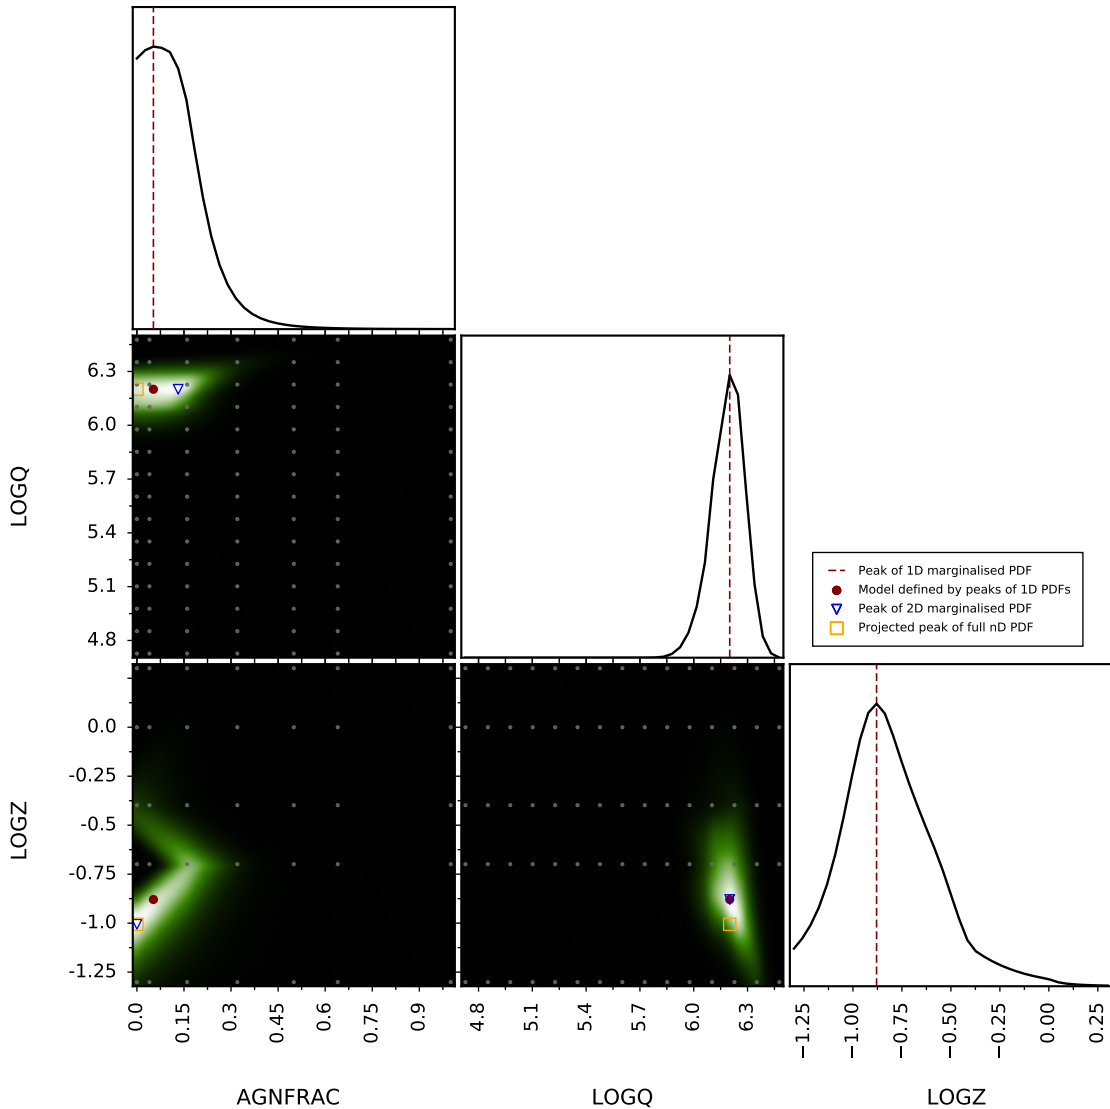 6.3
6.0
5.7
5.4
5.1
4.8
LOGQ
Peak of 1D marginalised PDF
Model defined by peaks of 1D PDFs
Peak of 2D marginalised PDF
Projected peak of full nD PDF
0.0
-0.25
-0.5
-0.75
-1.0
-1.25
LOGZ
0.0 0.15 0.3 0.45 0.6 0.75 0.9
4.8 5.1 5.4 5.7 6.0 6.3
−1.25 −1.00 −0.75 −0.50 −0.25 0.00 0.25
AGNFRAC LOGQ LOGZ